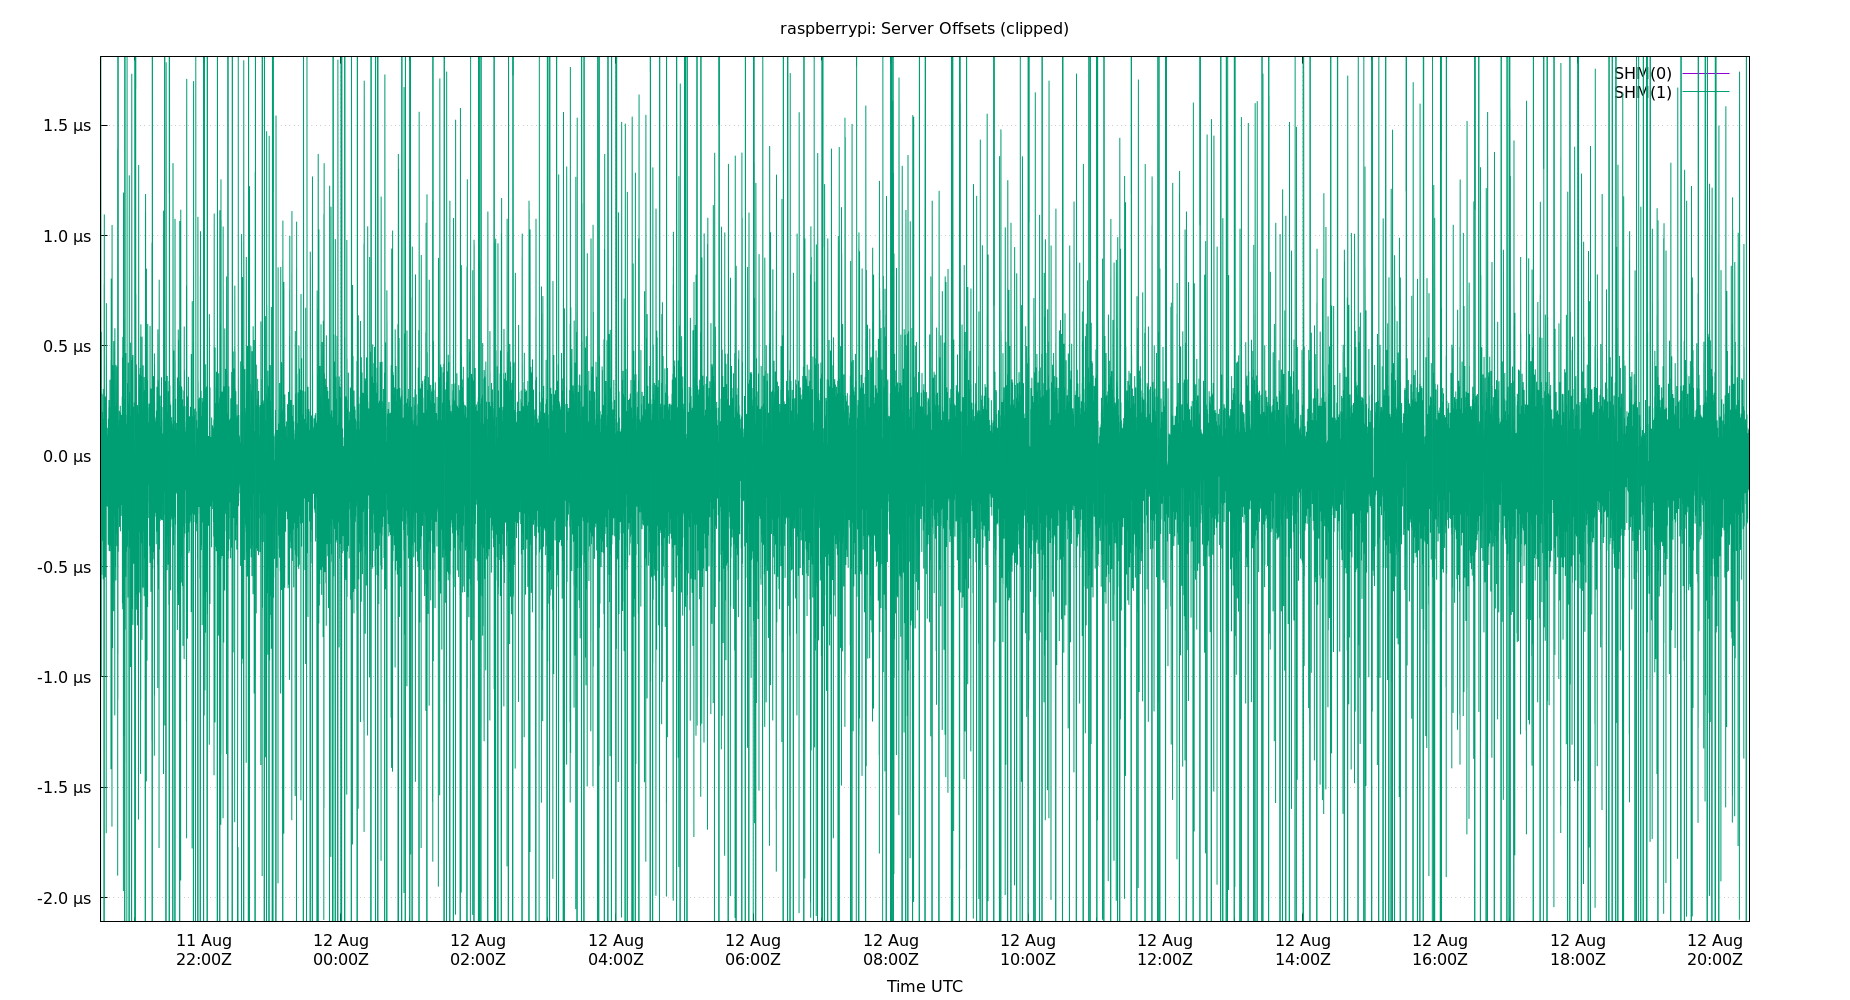 raspberrypi: Server Offsets (clipped)
SHM(0)
SHM(1)
1.5 µs
1.0 µs
0.5 µs
0.0 µs
-0.5 µs
-1.0 µs
-1.5 µs
-2.0 µs
11 Aug 12 Aug 12 Aug 12 Aug 12 Aug 12 Aug 12 Aug 12 Aug 12 Aug 12 Aug 12 Aug 12 Aug
22:00Z 00:00Z 02:00Z 04:00Z 06:00Z 08:00Z 10:00Z 12:00Z 14:00Z 16:00Z 18:00Z 20:00Z
Time UTC